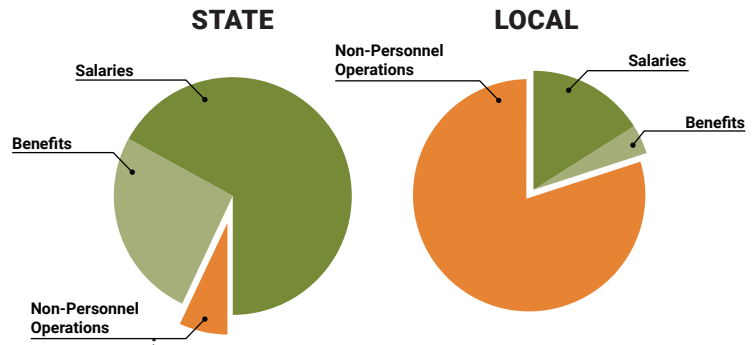 STATE
Salaries
Benefits
Non-Personnel
Operations
LOCAL
Non-Personnel
Operations
Salaries
Benefits